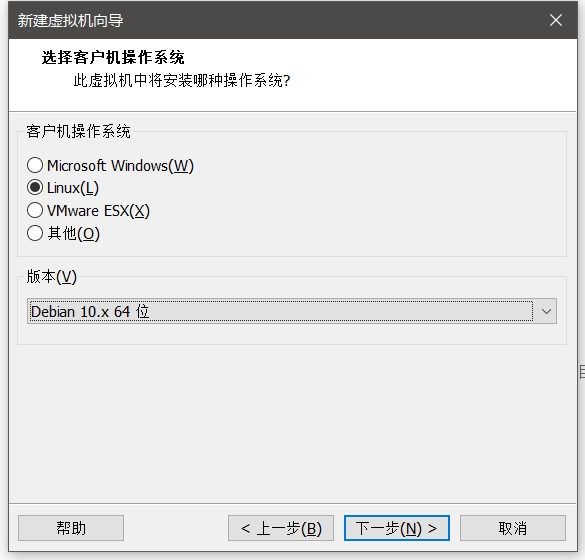 新建虚拟机向导
选择客户机操作系统
此虚拟机中将安装哪种操作系统?
客户机操作系统
Microsoft Windows(W)
Linux(L)
VMware ESX(X)
其他(O)
版本(V)
Debian 10.x 64 位
帮助
< 上一步(B)
下一步(N) >
取消